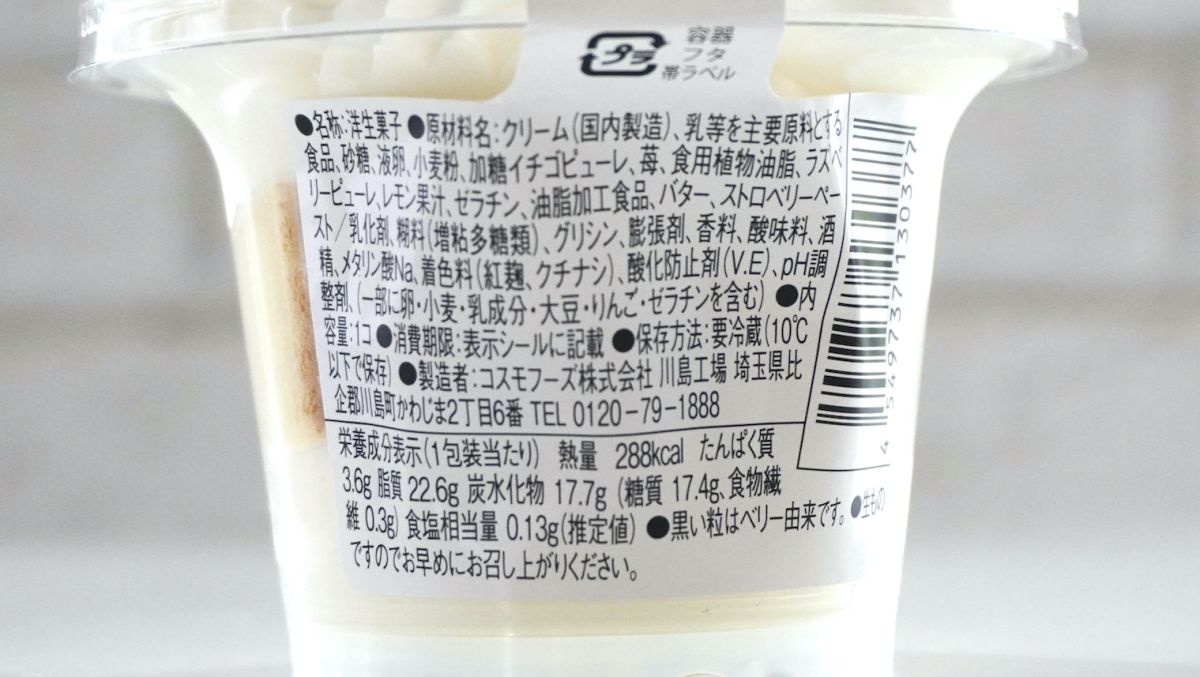 プラ
容器
フタ
帯ラベル
●名称:洋生菓子 ●原材料名:クリーム(国内製造)、乳等を主要原料とする
食品、砂糖、液卵、小麦粉、加糖イチゴピューレ、苺、食用植物油脂、ラズベ
リーピューレ、レモン果汁、ゼラチン、油脂加工食品、バター、ストロベリーペー
スト/乳化剤、糊料(増粘多糖類)、グリシン、膨張剤、香料、酸味料、酒
精、メタリン酸Na、着色料(紅麹、クチナシ)、酸化防止剤(V.E)、pH調
整剤、(一部に卵・小麦・乳成分・大豆・りんご・ゼラチンを含む) ●内
容量:1コ ●消費期限:表示シールに記載 ●保存方法:要冷蔵(10℃
以下で保存) ●製造者:コスモフーズ株式会社 川島工場 埼玉県比
企郡川島町かわじま2丁目6番 TEL 0120-79-1888
栄養成分表示(1包装当たり) 熱量 288kcal たんぱく質
3.6g 脂質 22.6g 炭水化物 17.7g (糖質 17.4g、食物繊
維 0.3g) 食塩相当量 0.13g(推定値) ●黒い粒はベリー由来です。 ●生もの
ですのでお早めにお召し上がりください。
4 549737 130377